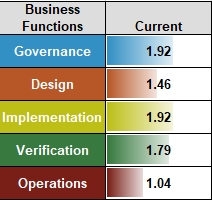 Business Functions Current
Governance 1.92
Design 1.46
Implementation 1.92
Verification 1.79
Operations 1.04